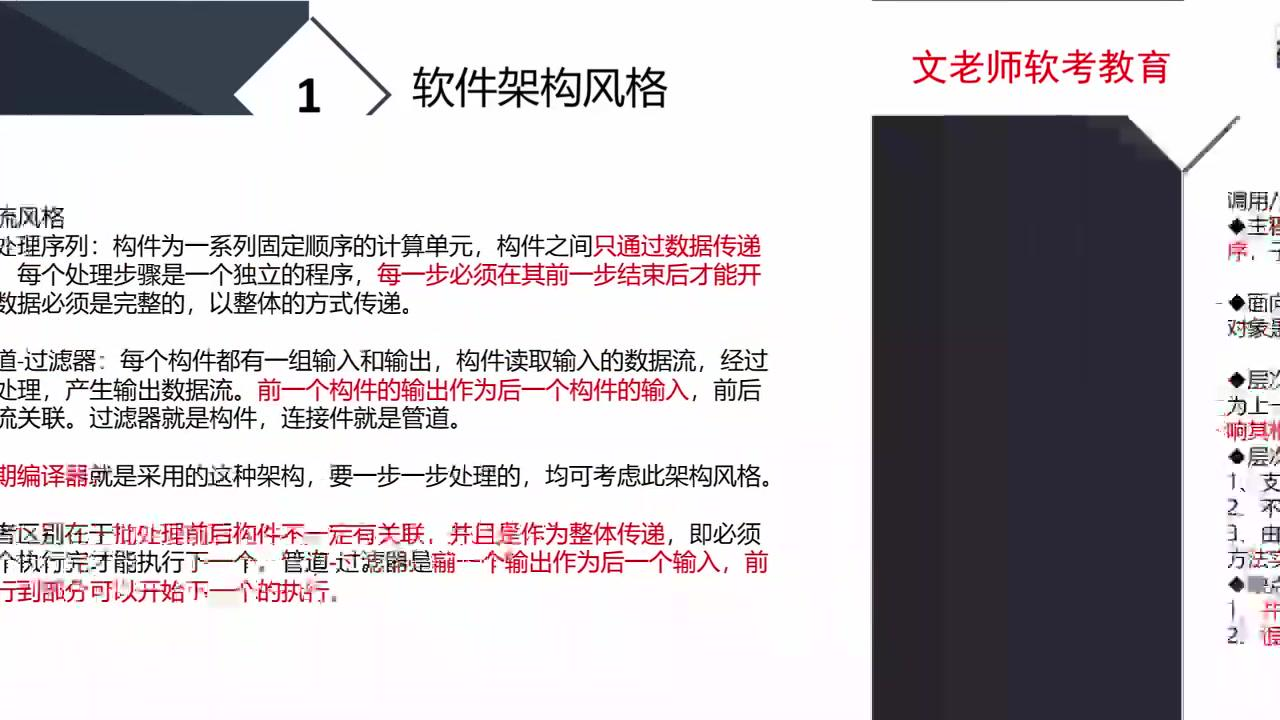 1
软件架构风格
文老师软考教育
流风格
处理序列：构件为一系列固定顺序的计算单元，构件之间只通过数据传递
每个处理步骤是一个独立的程序，每一步必须在其前一步结束后才能开
数据必须是完整的，以整体的方式传递。
道-过滤器：每个构件都有一组输入和输出，构件读取输入的数据流，经过
处理，产生输出数据流。前一个构件的输出作为后一个构件的输入，前后
流关联。过滤器就是构件，连接件就是管道。
期编译器就是采用的这种架构，要一步一步处理的，均可考虑此架构风格。
者区别在于批处理前后构件不一定有关联，并且是作为整体传递，即必须
个执行完才能执行下一个。管道-过滤器是前一个输出作为后一个输入，前
行到部分可以开始下一个的执行。
调用/
◆主程
序、子
◆面向
对象是
◆层次
为上一
响其相
◆层次
1、支
2、不
3、由
方法实